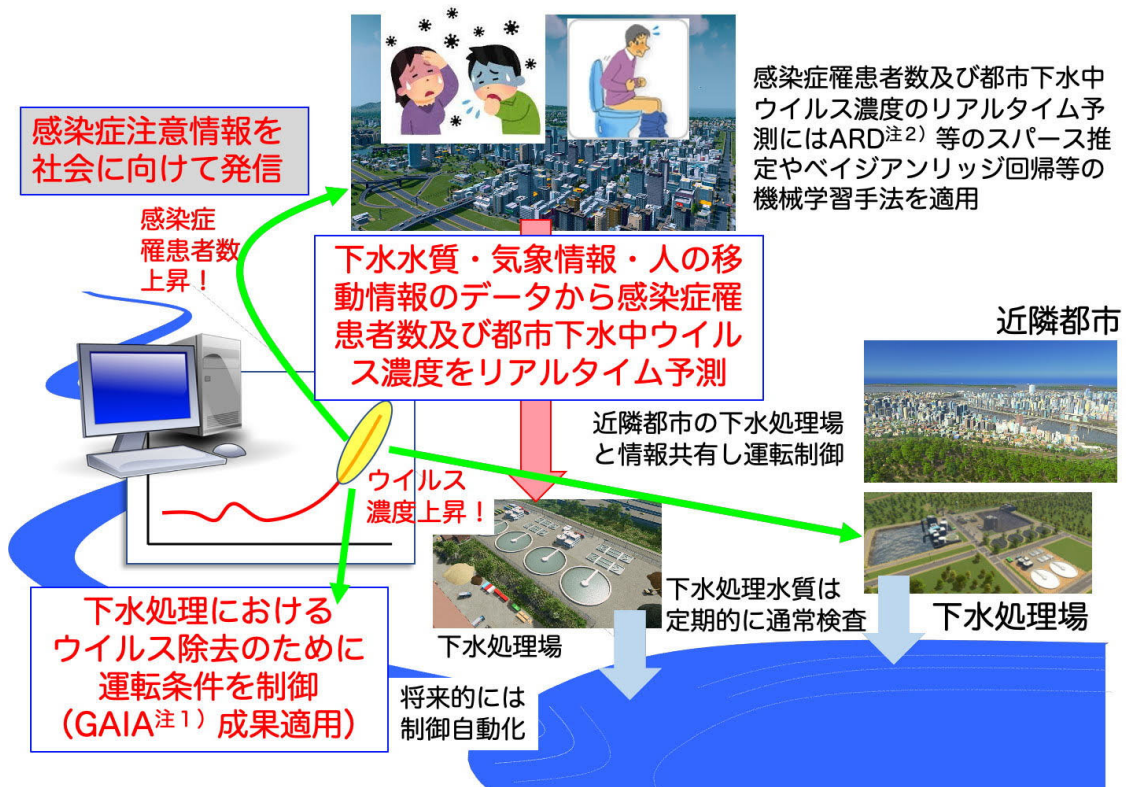 感染症注意情報を
社会に向けて発信
感染症罹患者数及び都市下水中
ウイルス濃度のリアルタイム予
測にはARD注２）等のスパース推
定やベイジアンリッジ回帰等の
機械学習手法を適用
感染症
罹患者数
上昇！
下水水質・気象情報・人の移
動情報のデータから感染症罹
患者数及び都市下水中ウイル
ス濃度をリアルタイム予測
近隣都市
近隣都市の下水処理場
と情報共有し運転制御
ウイルス
濃度上昇！
下水処理における
ウイルス除去のために
運転条件を制御
（GAIA注１）成果適用）
下水処理場
下水処理水質は
定期的に通常検査
下水処理場
将来的には
制御自動化